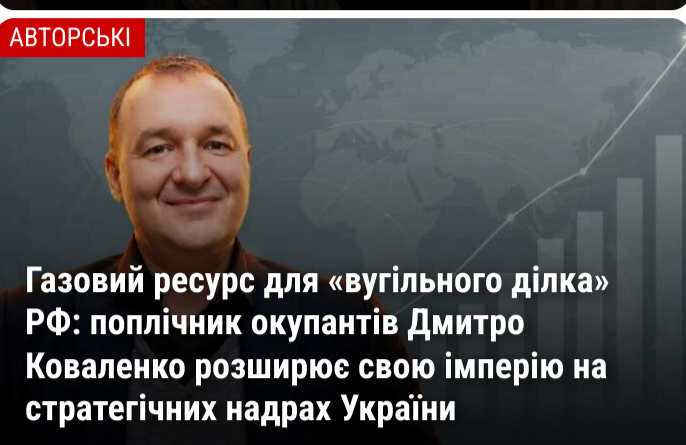 АВТОРСЬКІ
Газовий ресурс для «вугільного ділка»
РФ: поплічник окупантів Дмитро
Коваленко розширює свою імперію на
стратегічних надрах України